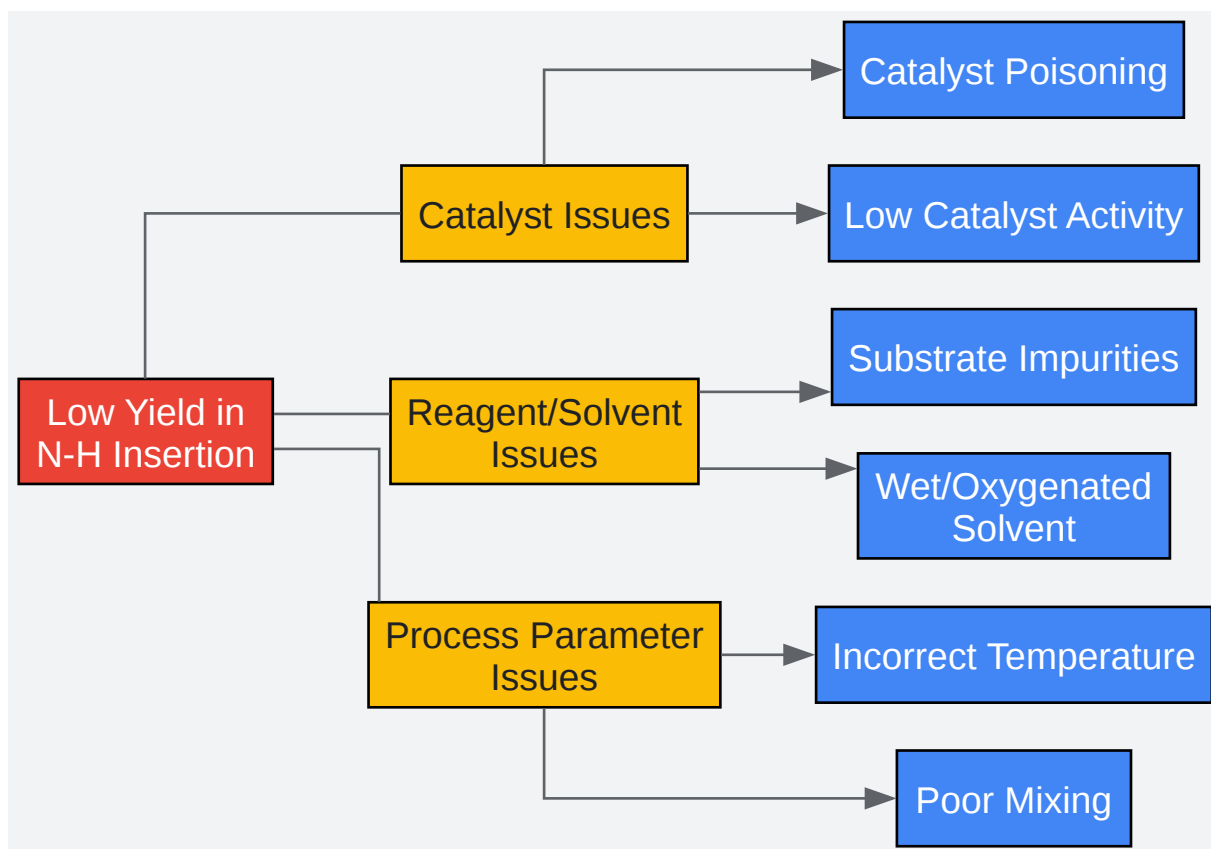 Catalyst Poisoning
Catalyst Issues
Low Catalyst Activity
Substrate Impurities
Low Yield in
N-H Insertion
Reagent/Solvent
Issues
Wet/Oxygenated
Solvent
Process Parameter
Issues
Incorrect Temperature
Poor Mixing